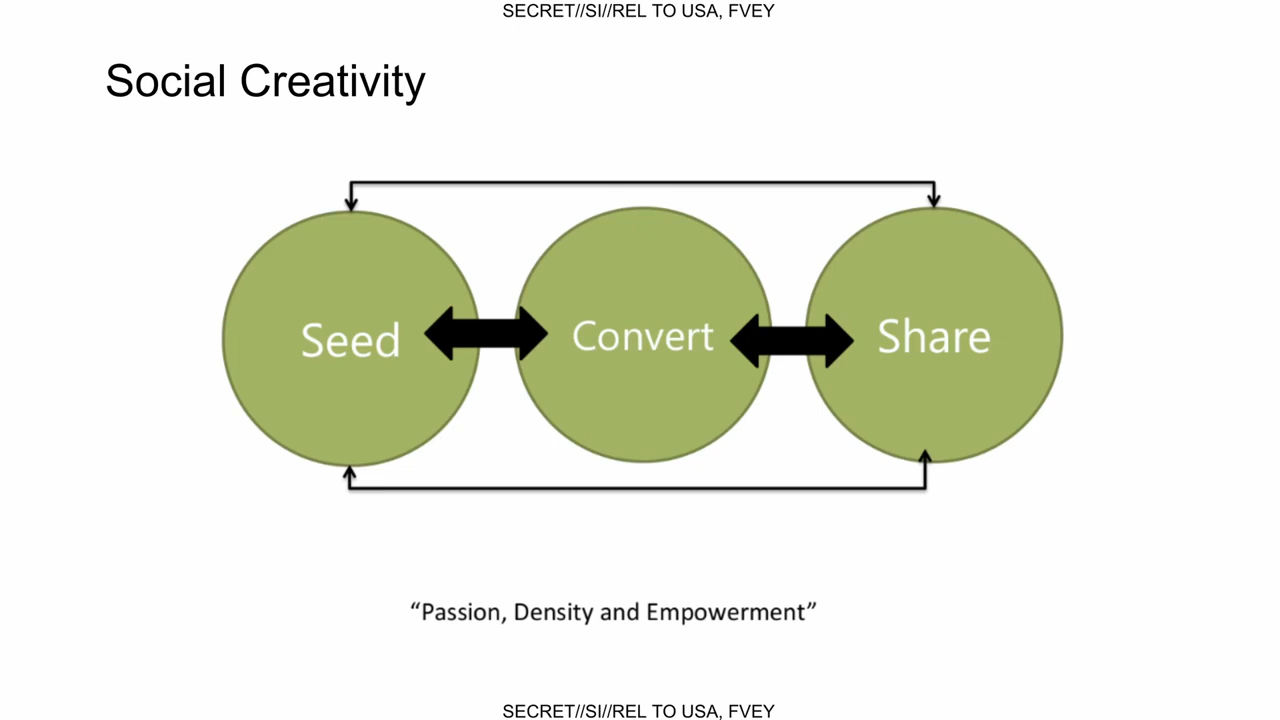 SECRET//SI//REL TO USA, FVEY
Social Creativity
Seed
Convert
Share
“Passion, Density and Empowerment”
SECRET//SI//REL TO USA, FVEY